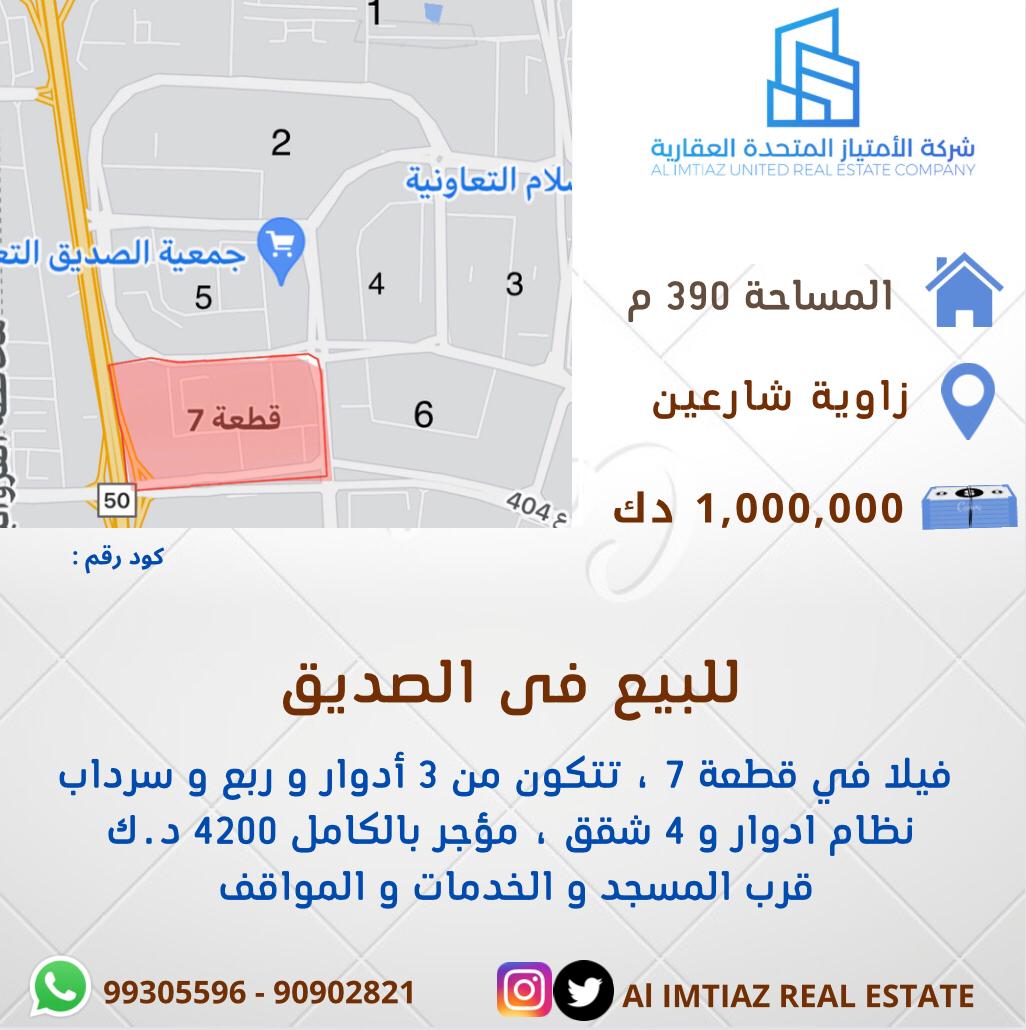 شركة الأمتياز المتحدة العقارية
AL IMTIAZ UNITED REAL ESTATE COMPANY
1
2
سلام التعاونية
جمعية الصديق التع
5
4
3
قطعة 7
6
50
404
المساحة 390 م
زاوية شارعين
1,000,000 دك
كود رقم :
للبيع فى الصديق
فيلا في قطعة 7 ، تتكون من 3 أدوار و ربع و سرداب
نظام ادوار و 4 شقق ، مؤجر بالكامل 4200 د.ك
قرب المسجد و الخدمات و المواقف
99305596 - 90902821
Al IMTIAZ REAL ESTATE